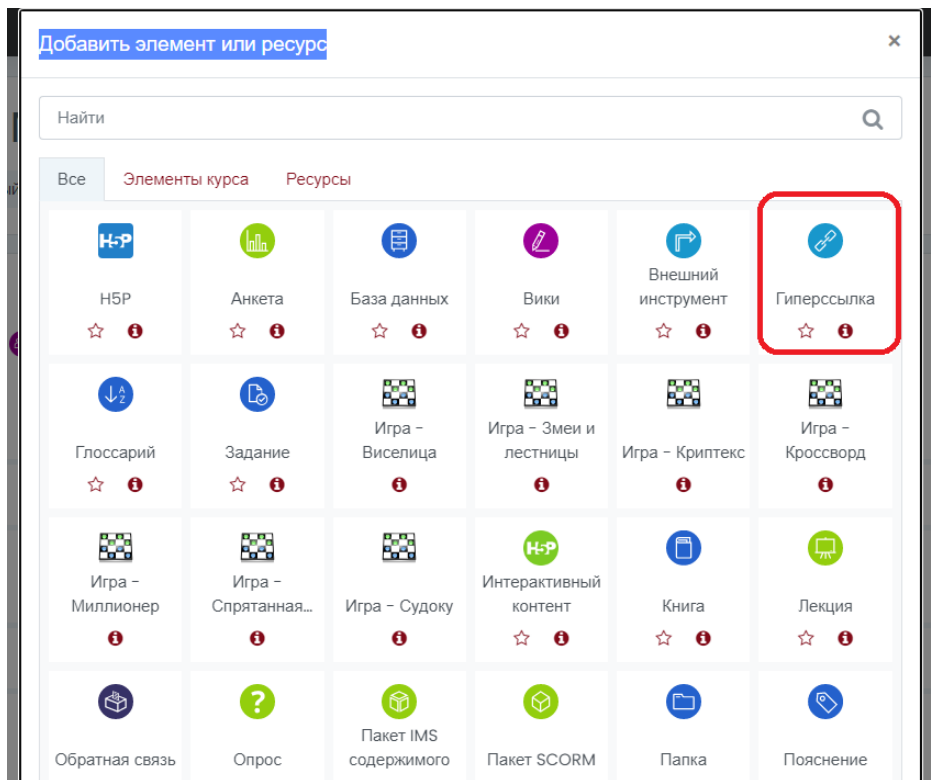 Добавить элемент или ресурс
Найти
Все Элементы курса Ресурсы
H5P
H5P
Анкета
База данных
Вики
Внешний
инструмент
Гиперссылка
Глоссарий
Задание
Игра –
Виселица
Игра – Змеи и
лестницы
Игра – Криптекс
Игра –
Кроссворд
Игра –
Миллионер
Игра –
Спрятанная...
Игра – Судоку
H5P
Интерактивный
контент
Книга
Лекция
Обратная связь
Опрос
Пакет IMS
содержимого
Пакет SCORM
Папка
Пояснение